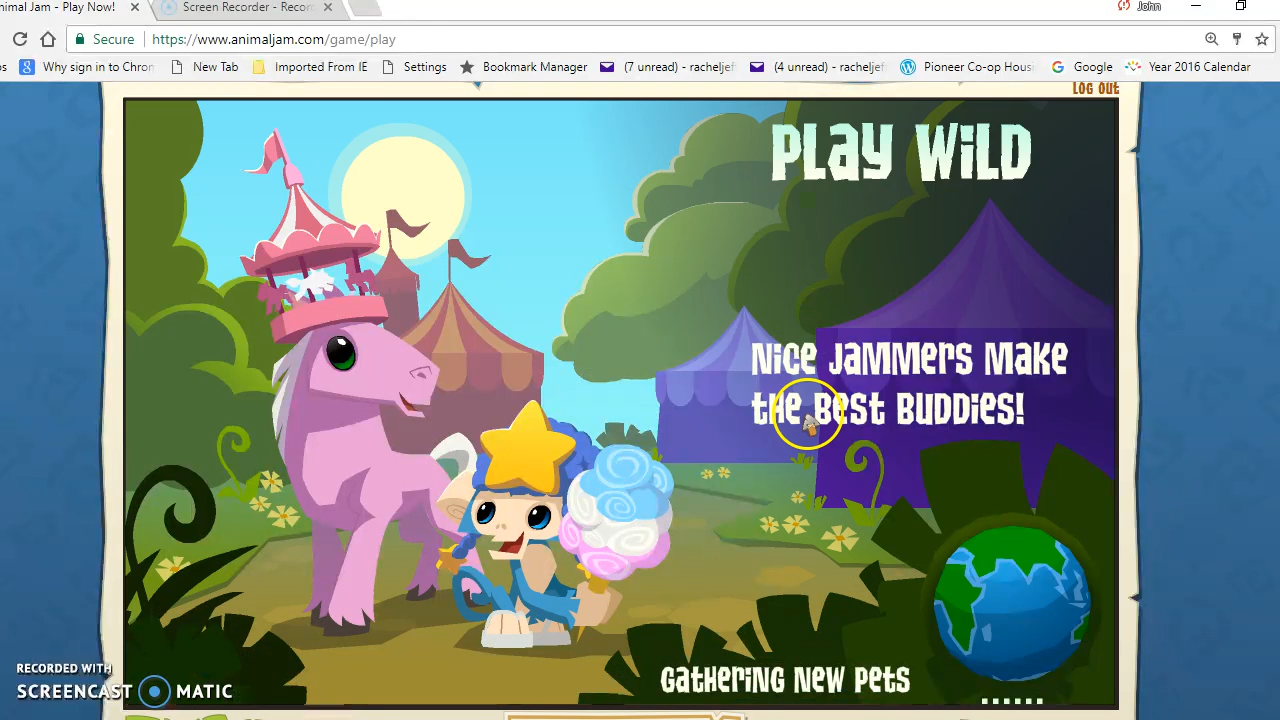 nimal Jam - Play Now!
Screen Recorder - Recor
John
Secure
https://www.animaljam.com/game/play
Why sign in to Chron
New Tab
Imported From IE
Settings
Bookmark Manager
(7 unread) - racheljef
(4 unread) - racheljef
Pioneer Co-op Housi
Google
Year 2016 Calendar
LOG OUT
PLAY WILD
Nice Jammers Make
the Best Buddies!
Gathering New Pets
RECORDED WITH
SCREENCAST MATIC